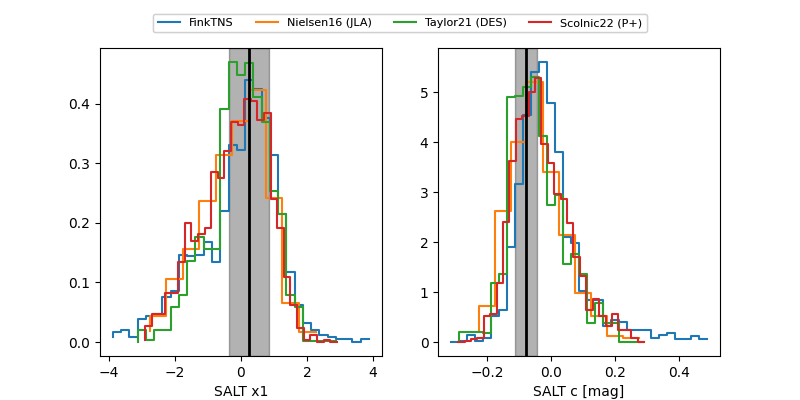 FinkTNS Nielsen16 (JLA) Taylor21 (DES) Scolnic22 (P+)
0.4
0.3
0.2
0.1
0.0
−4 −2 0 2 4
SALT x1
5
4
3
2
1
0
−0.2 0.0 0.2 0.4
SALT c [mag]